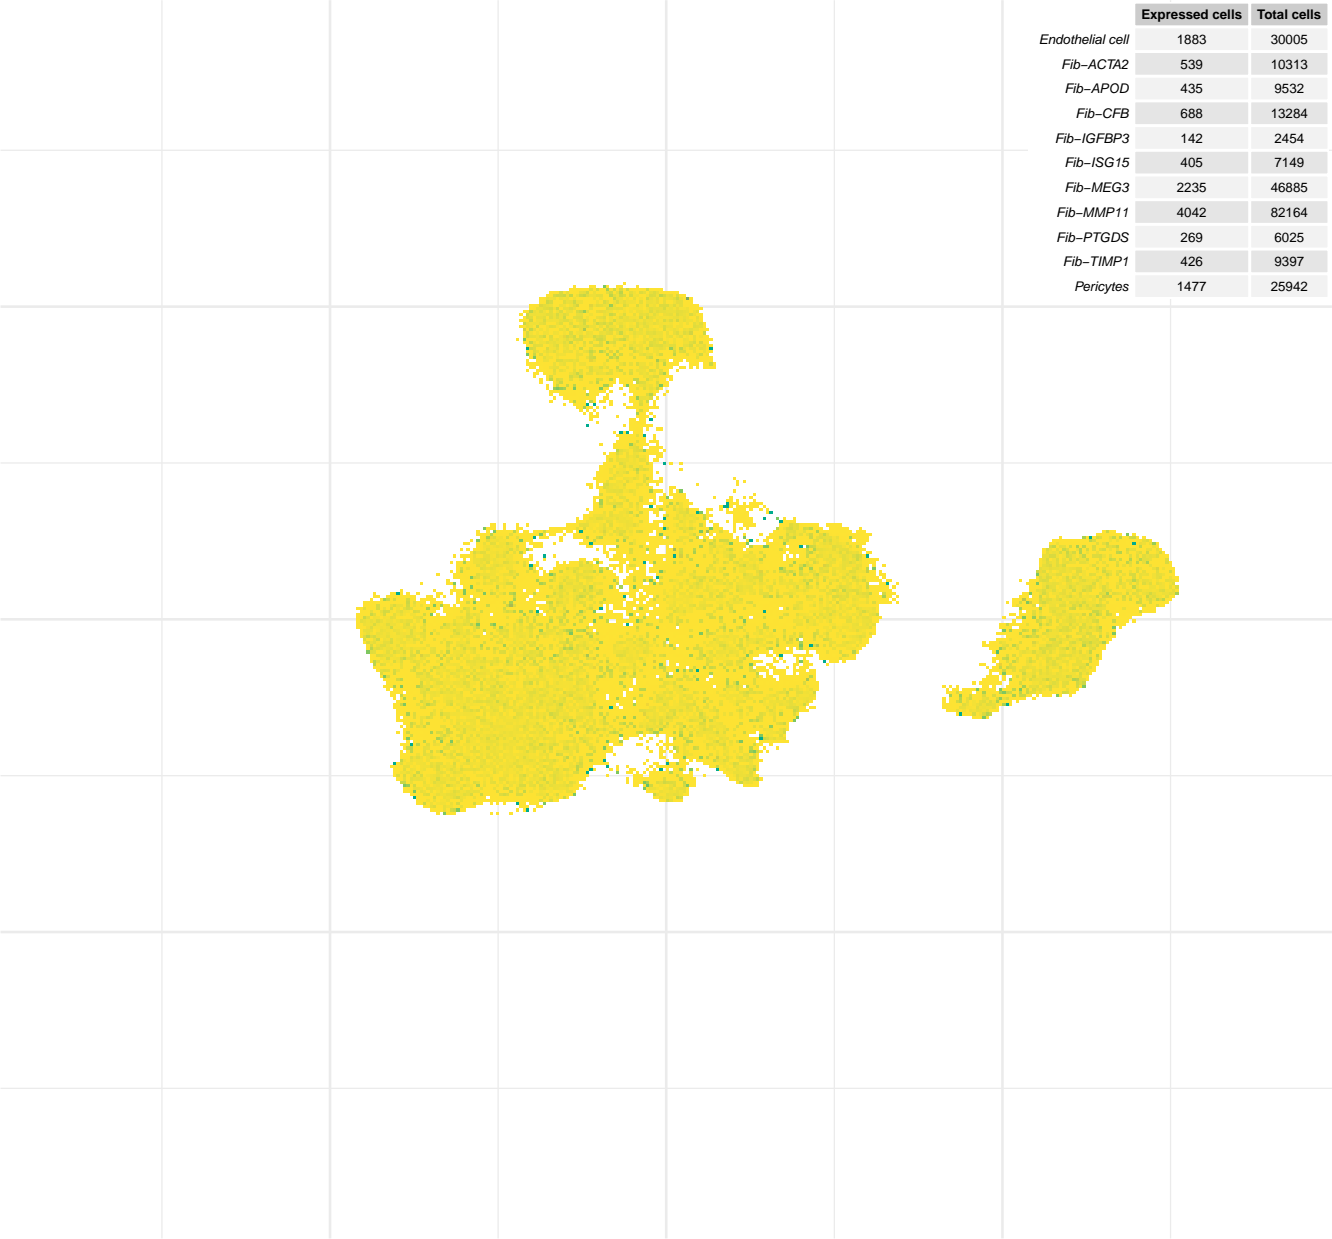 Expressed cells Total cells
Endothelial cell 1883 30005
Fib−ACTA2 539 10313
Fib−APOD 435 9532
Fib−CFB 688 13284
Fib−IGFBP3 142 2454
Fib−ISG15 405 7149
Fib−MEG3 2235 46885
Fib−MMP11 4042 82164
Fib−PTGDS 269 6025
Fib−TIMP1 426 9397
Pericytes 1477 25942